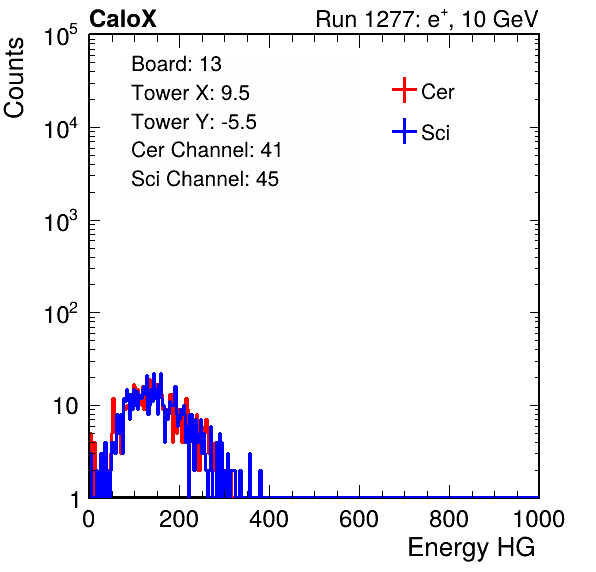 CaloX Run 1277: e⁺, 10 GeV
Counts
10⁵
10⁴
10³
10²
10
1
Board: 13
Tower X: 9.5
Tower Y: -5.5
Cer Channel: 41
Sci Channel: 45
Cer
Sci
0 200 400 600 800 1000
Energy HG